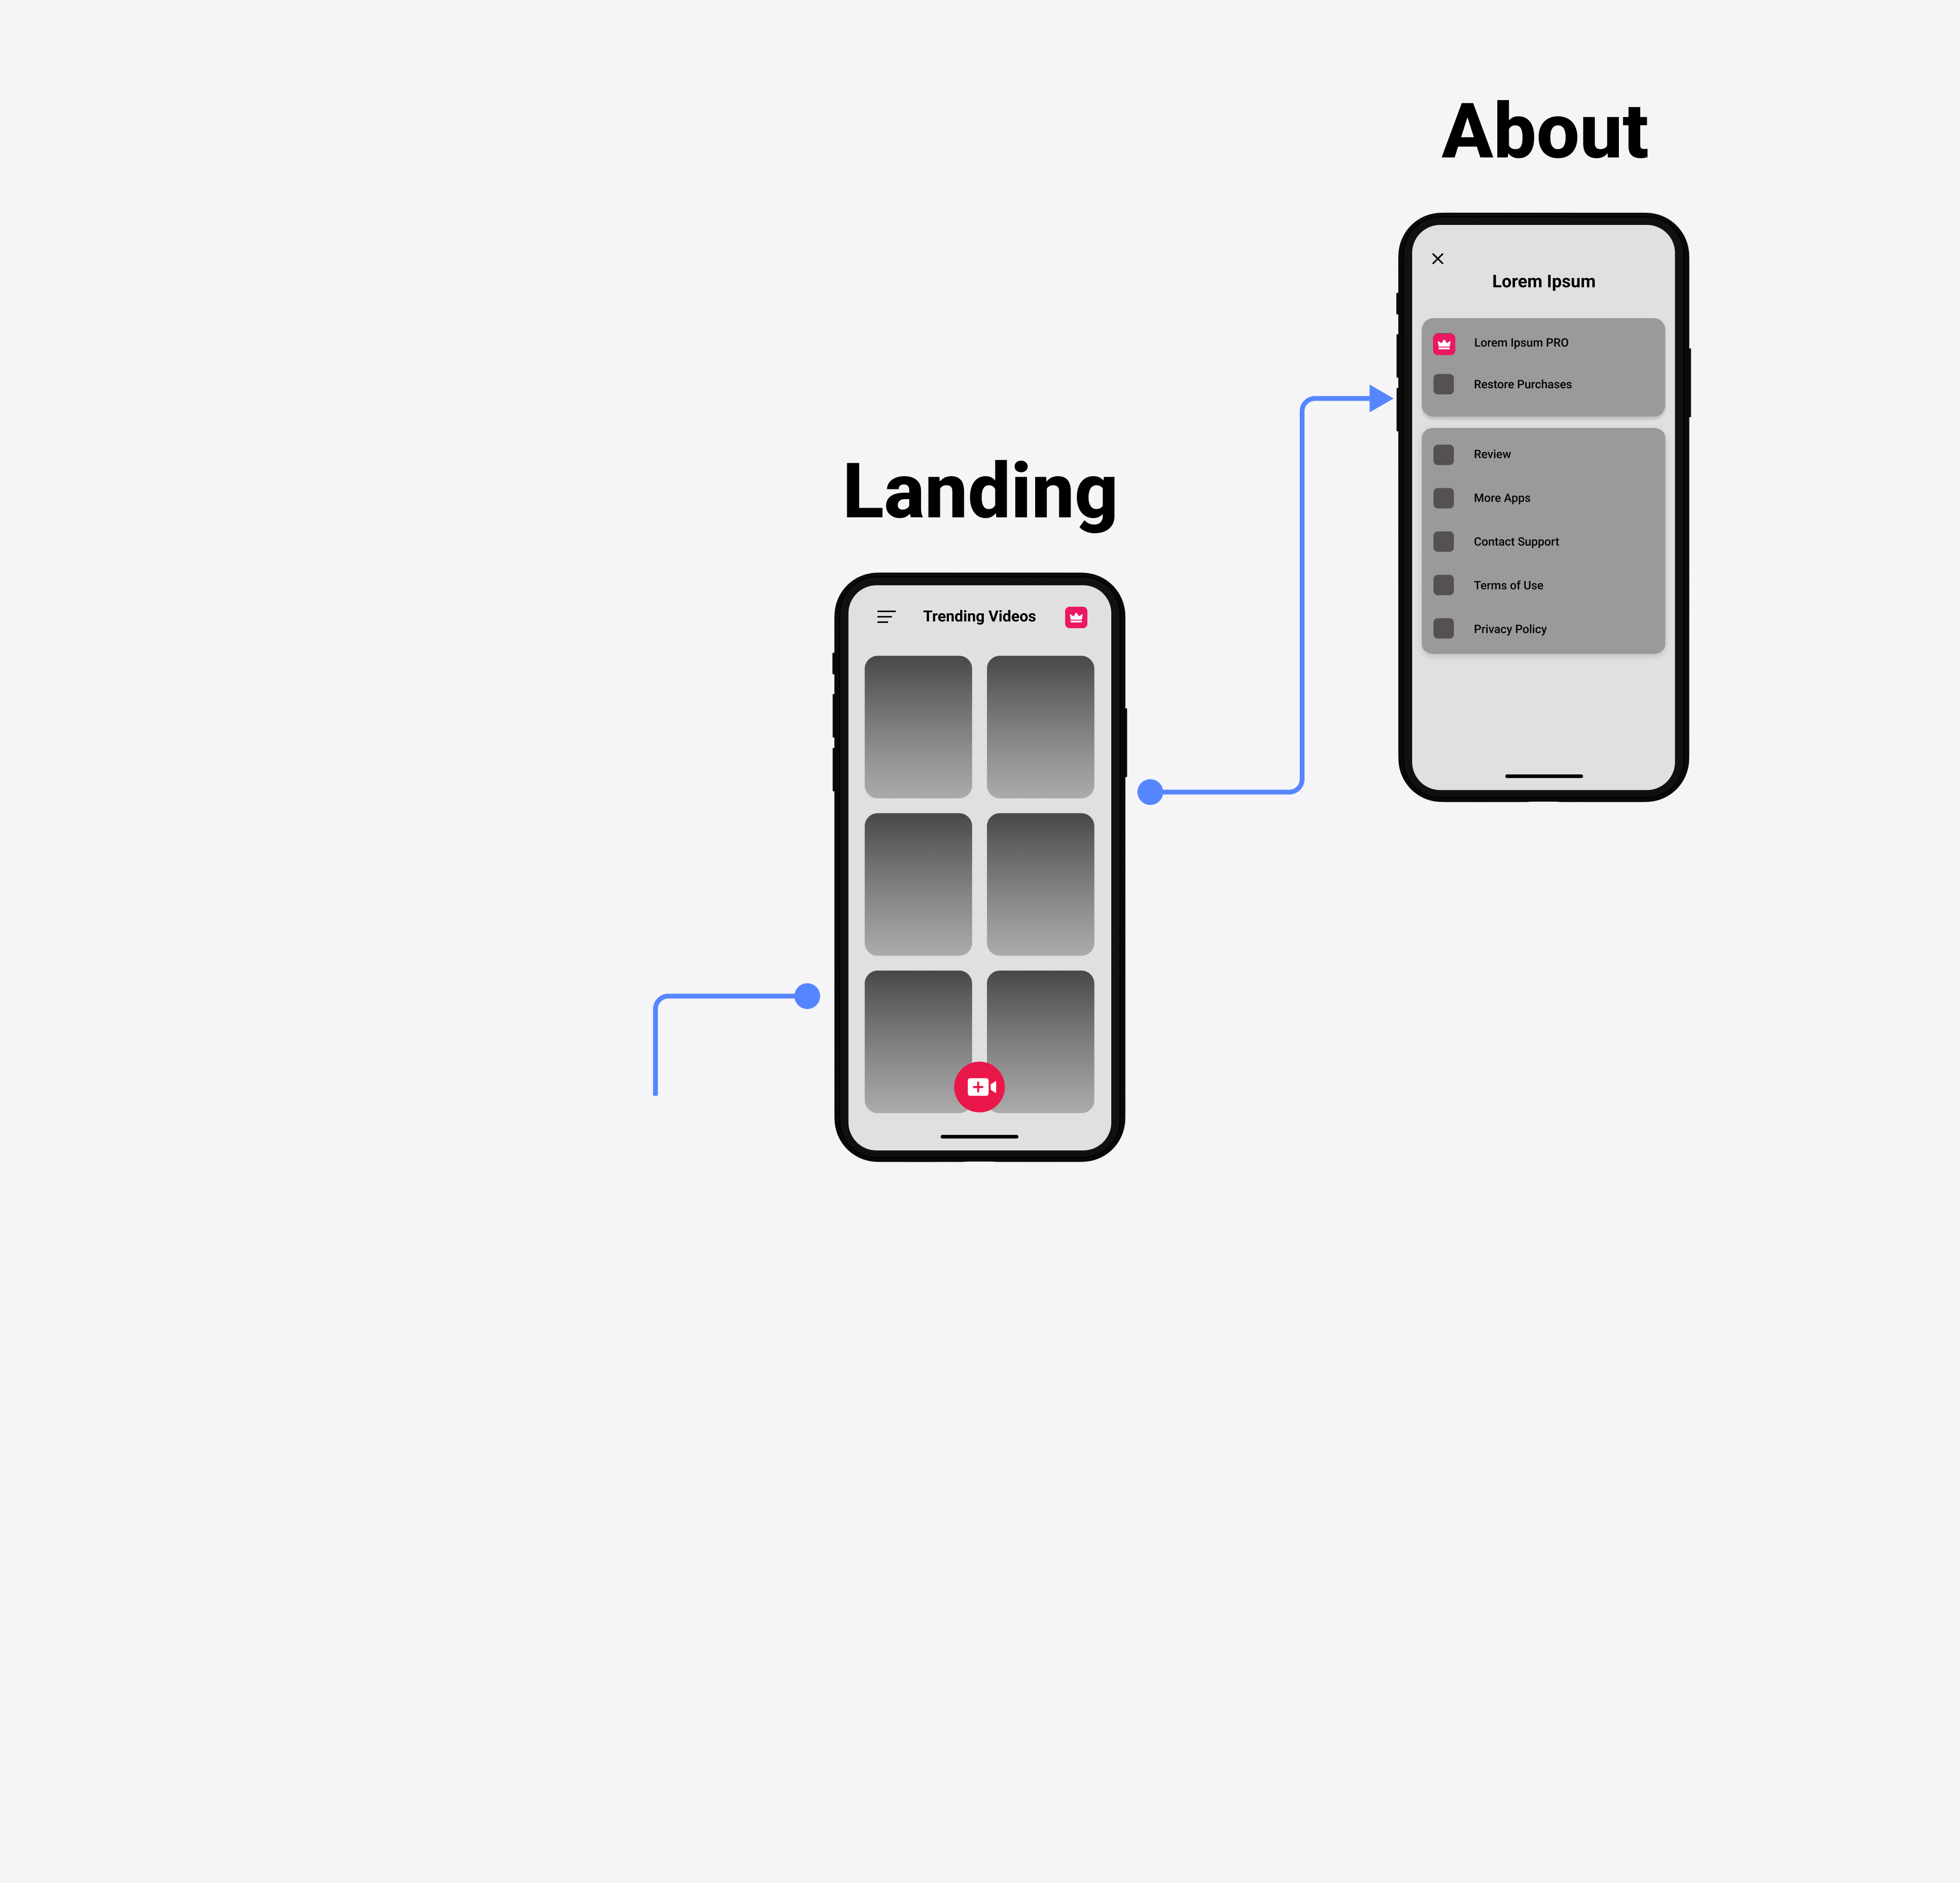 About
Lorem Ipsum
Lorem Ipsum PRO
Restore Purchases
Review
More Apps
Contact Support
Terms of Use
Privacy Policy
Landing
Trending Videos